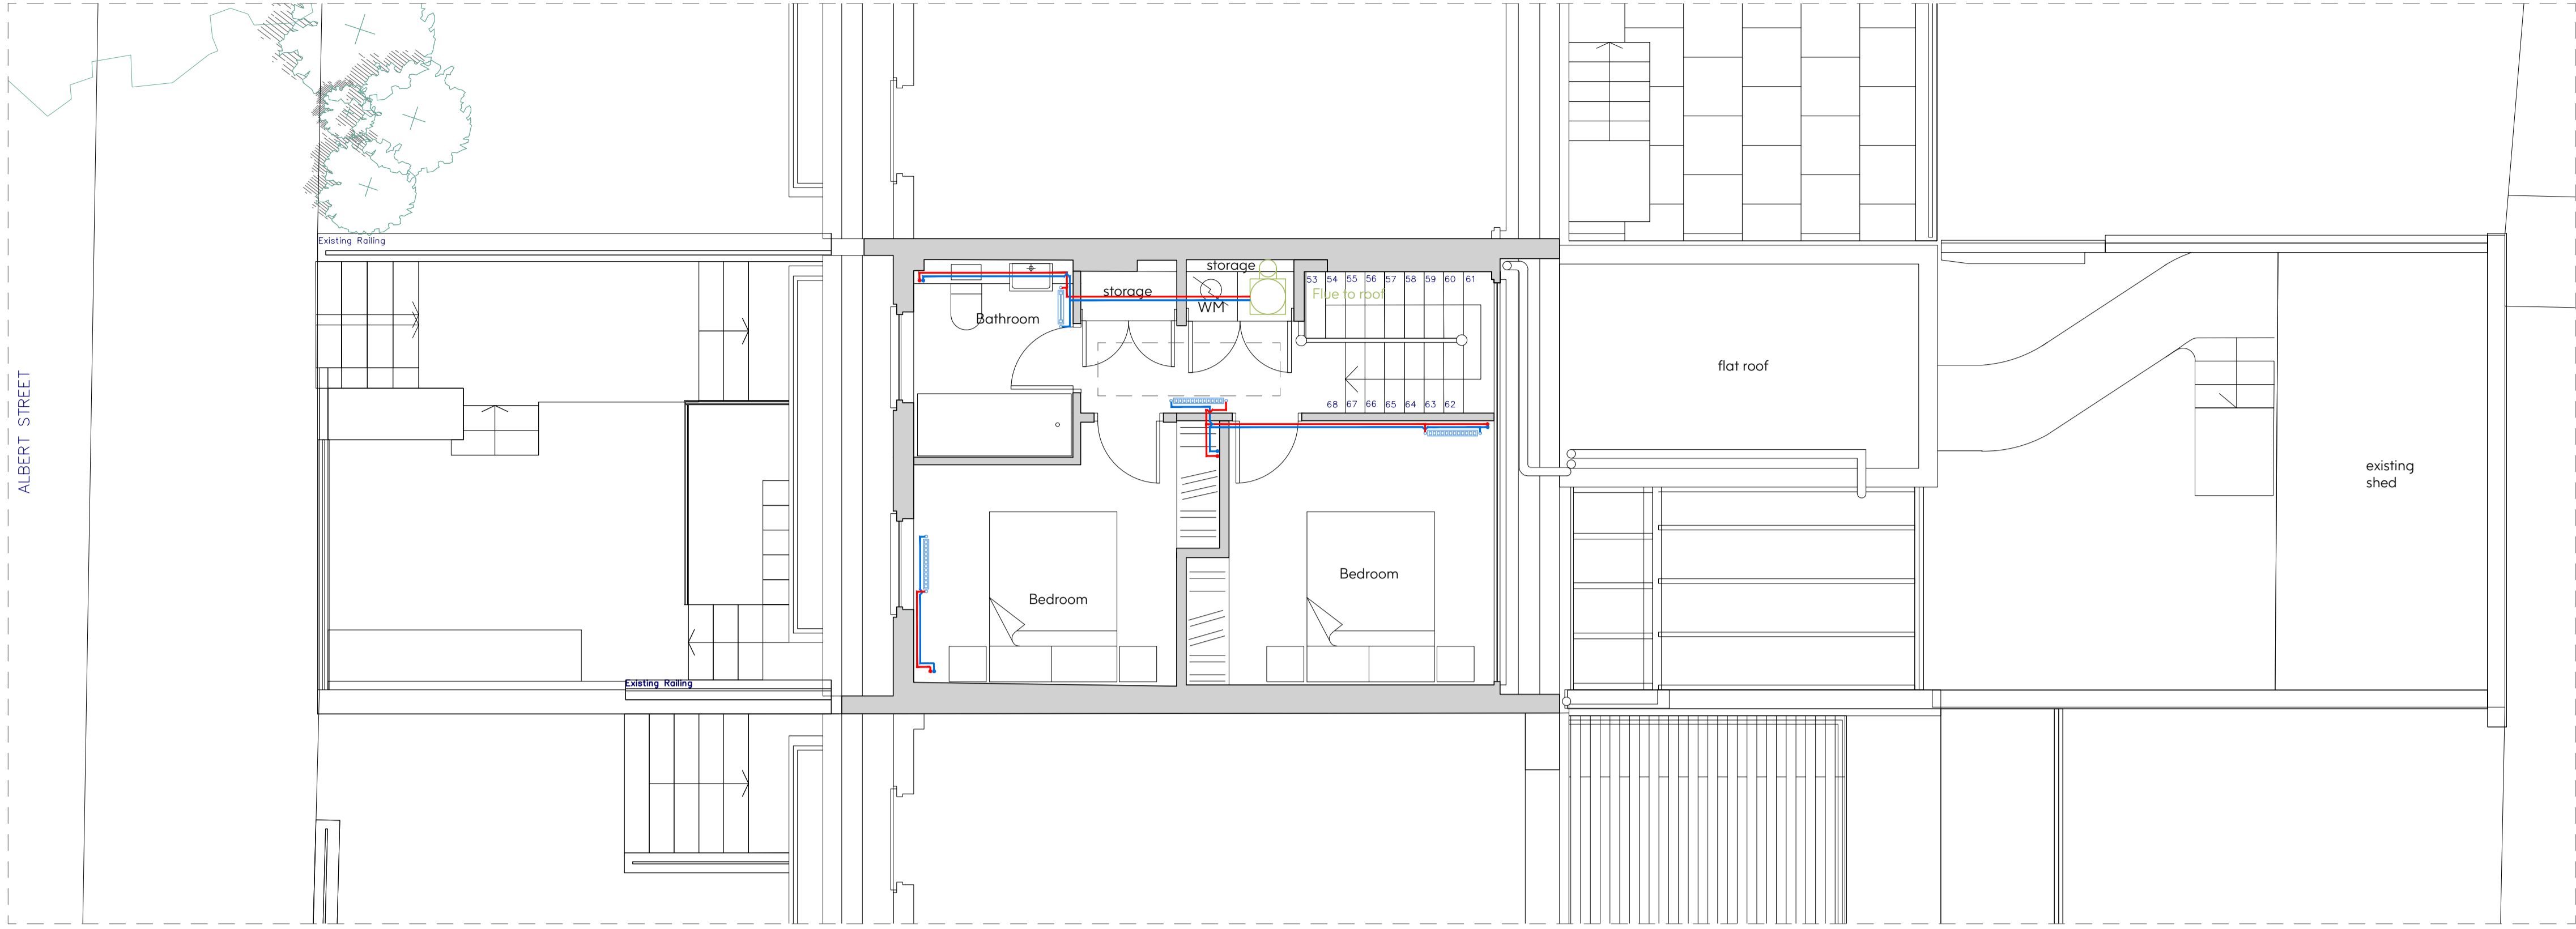 Existing Railing
ALBERT STREET
storage
storage
WM
Flue to roof
Bathroom
53 54 55 56 57 58 59 60 61
68 67 66 65 64 63 62
flat roof
existing
shed
Bedroom
Bedroom
Existing Railing